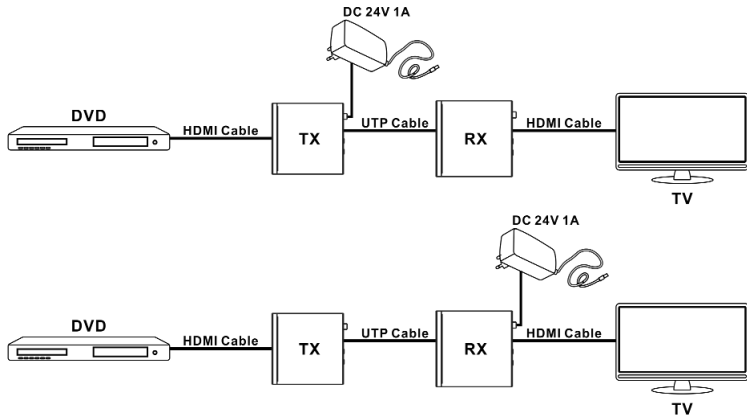 DC 24V 1A
DVD
HDMI Cable
TX
UTP Cable
RX
HDMI Cable
TV
DC 24V 1A
DVD
HDMI Cable
TX
UTP Cable
RX
HDMI Cable
TV